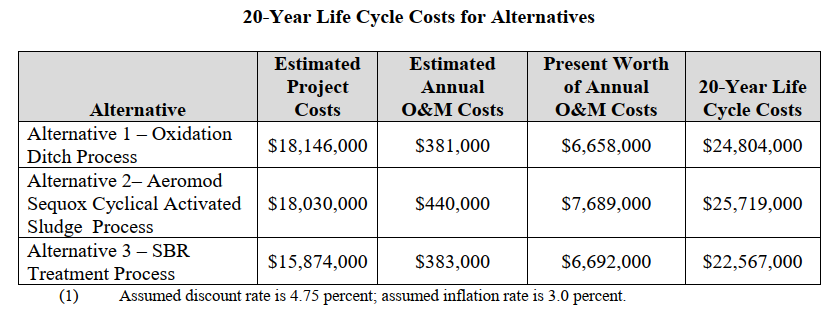 20-Year Life Cycle Costs for Alternatives
Alternative | Estimated Project Costs | Estimated Annual O&M Costs | Present Worth of Annual O&M Costs | 20-Year Life Cycle Costs
Alternative 1 – Oxidation Ditch Process | $18,146,000 | $381,000 | $6,658,000 | $24,804,000
Alternative 2– Aeromod Sequox Cyclical Activated Sludge Process | $18,030,000 | $440,000 | $7,689,000 | $25,719,000
Alternative 3 – SBR Treatment Process | $15,874,000 | $383,000 | $6,692,000 | $22,567,000
(1) Assumed discount rate is 4.75 percent; assumed inflation rate is 3.0 percent.